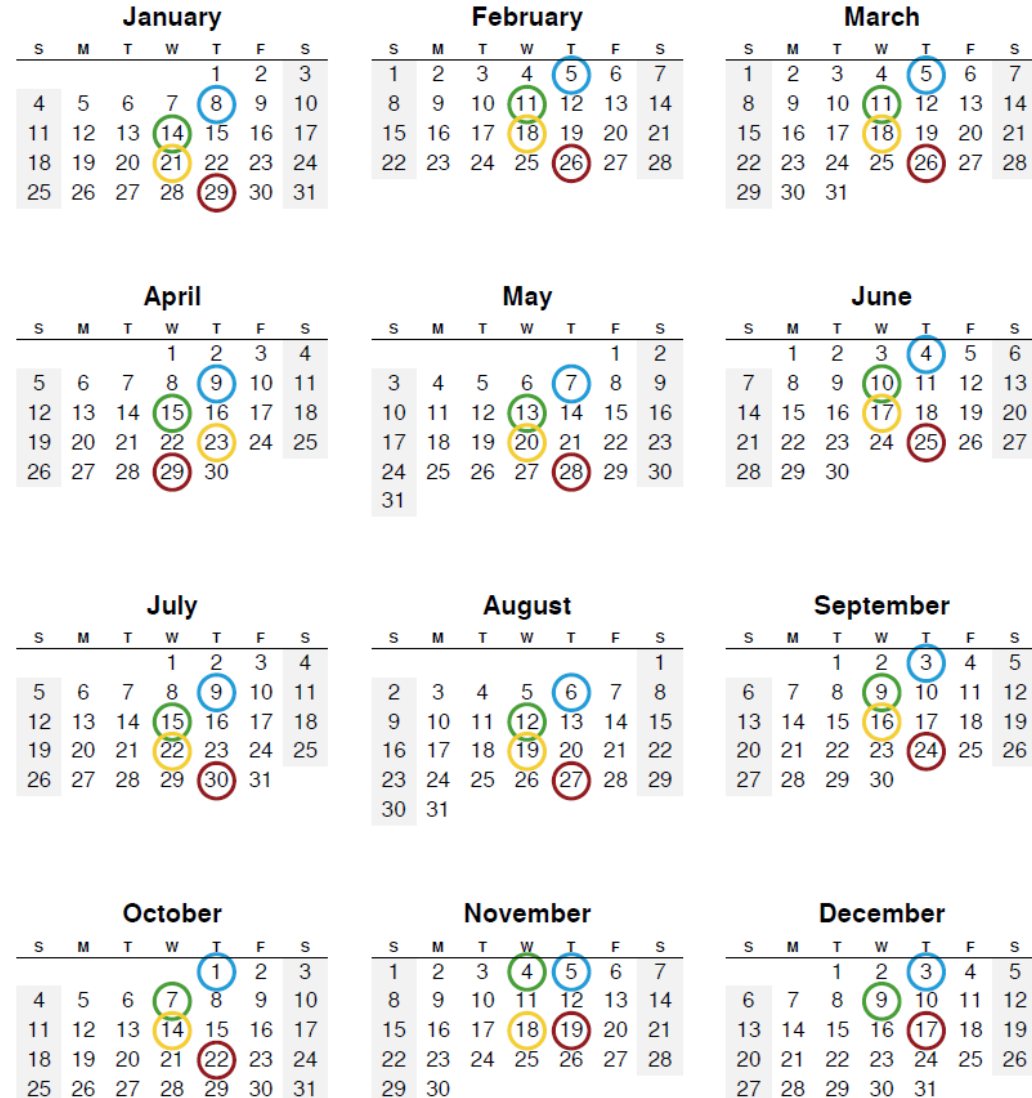 January February March
S M T W T F S S M T W T F S S M T W T F S
1 2 3 1 2 3 4 5 6 7 1 2 3 4 5 6 7
4 5 6 7 8 9 10 8 9 10 11 12 13 14 8 9 10 11 12 13 14
11 12 13 14 15 16 17 15 16 17 18 19 20 21 15 16 17 18 19 20 21
18 19 20 21 22 23 24 22 23 24 25 26 27 28 22 23 24 25 26 27 28
25 26 27 28 29 30 31 29 30 31
April May June
S M T W T F S S M T W T F S S M T W T F S
1 2 3 4 1 2 1 2 3 4 5 6
5 6 7 8 9 10 11 3 4 5 6 7 8 9 7 8 9 10 11 12 13
12 13 14 15 16 17 18 10 11 12 13 14 15 16 14 15 16 17 18 19 20
19 20 21 22 23 24 25 17 18 19 20 21 22 23 21 22 23 24 25 26 27
26 27 28 29 30 24 25 26 27 28 29 30 28 29 30
31
July August September
S M T W T F S S M T W T F S S M T W T F S
1 2 3 4 1 1 2 3 4 5
5 6 7 8 9 10 11 2 3 4 5 6 7 8 6 7 8 9 10 11 12
12 13 14 15 16 17 18 9 10 11 12 13 14 15 13 14 15 16 17 18 19
19 20 21 22 23 24 25 16 17 18 19 20 21 22 20 21 22 23 24 25 26
26 27 28 29 30 31 23 24 25 26 27 28 29 27 28 29 30
30 31
October November December
S M T W T F S S M T W T F S S M T W T F S
1 2 3 1 2 3 4 5 6 7 1 2 3 4 5
4 5 6 7 8 9 10 8 9 10 11 12 13 14 6 7 8 9 10 11 12
11 12 13 14 15 16 17 15 16 17 18 19 20 21 13 14 15 16 17 18 19
18 19 20 21 22 23 24 22 23 24 25 26 27 28 20 21 22 23 24 25 26
25 26 27 28 29 30 31 29 30 27 28 29 30 31